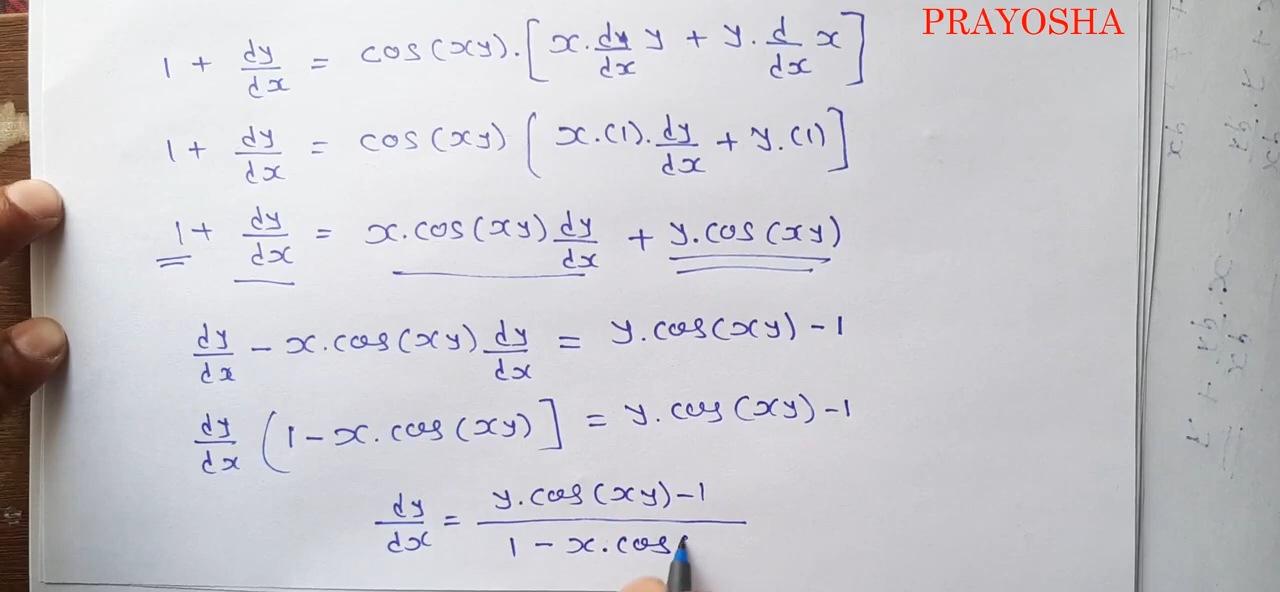 PRAYOSHA
1 + dy/dx = cos(xy).[x.dy/dx y + y.d/dx x]
1 + dy/dx = cos(xy) [x.(1).dy/dx + y.(1)]
1 + dy/dx = x.cos(xy) dy/dx + y.cos(xy)
dy/dx - x.cos(xy) dy/dx = y.cos(xy) - 1
dy/dx (1 - x.cos(xy)] = y.cos(xy) - 1
dy/dx = y.cos(xy) - 1 / 1 - x.cos